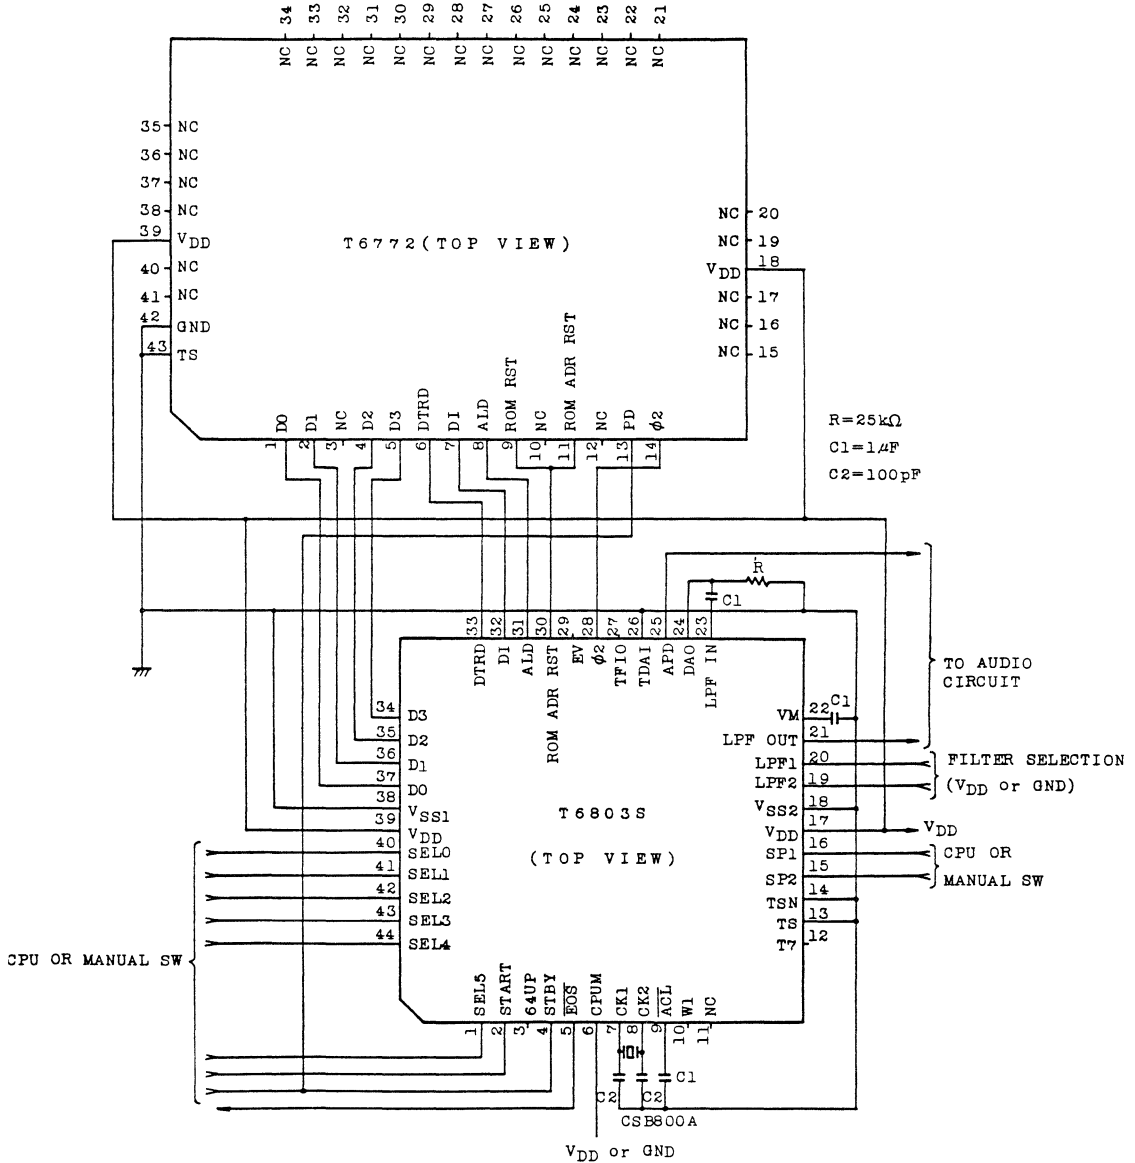 34 33 32 31 30 29 28 27 26 25 24 23 22 21
NC NC NC NC NC NC NC NC NC NC NC NC NC NC
35 NC
36 NC
37 NC
38 NC
39 VDD
40 NC
41 NC
42 GND
43 TS
T6772(TOP VIEW)
NC 20
NC 19
VDD 18
NC 17
NC 16
NC 15
D0 D1 NC D2 D3 DTRD DI ALD ROM RST NC ROM ADR RST NC PD ϕ2
1 2 3 4 5 6 7 8 9 10 11 12 13 14
R=25kΩ
C1=1μF
C2=100pF
R
C1
33 32 31 30 29 28 27 26 25 24 23
DTRD DI ALD ROM ADR RST EV ϕ2 TFIO TDAI APD DAO LPF IN
TO AUDIO
CIRCUIT
34 D3
35 D2
36 D1
37 D0
38 VSS1
39 VDD
40 SEL0
41 SEL1
42 SEL2
43 SEL3
44 SEL4
T6803S
(TOP VIEW)
VM 22 C1
LPF OUT 21
LPF1 20
LPF2 19
VSS2 18
VDD 17
SP1 16
SP2 15
TSN 14
TS 13
T7 12
FILTER SELECTION
(VDD or GND)
VDD
CPU OR
MANUAL SW
CPU OR MANUAL SW
SEL5 START 64UP STBY EOS CPUM CK1 CK2 ACL W1 NC
1 2 3 4 5 6 7 8 9 10 11
C1
C2 C2
CSB800A
VDD or GND